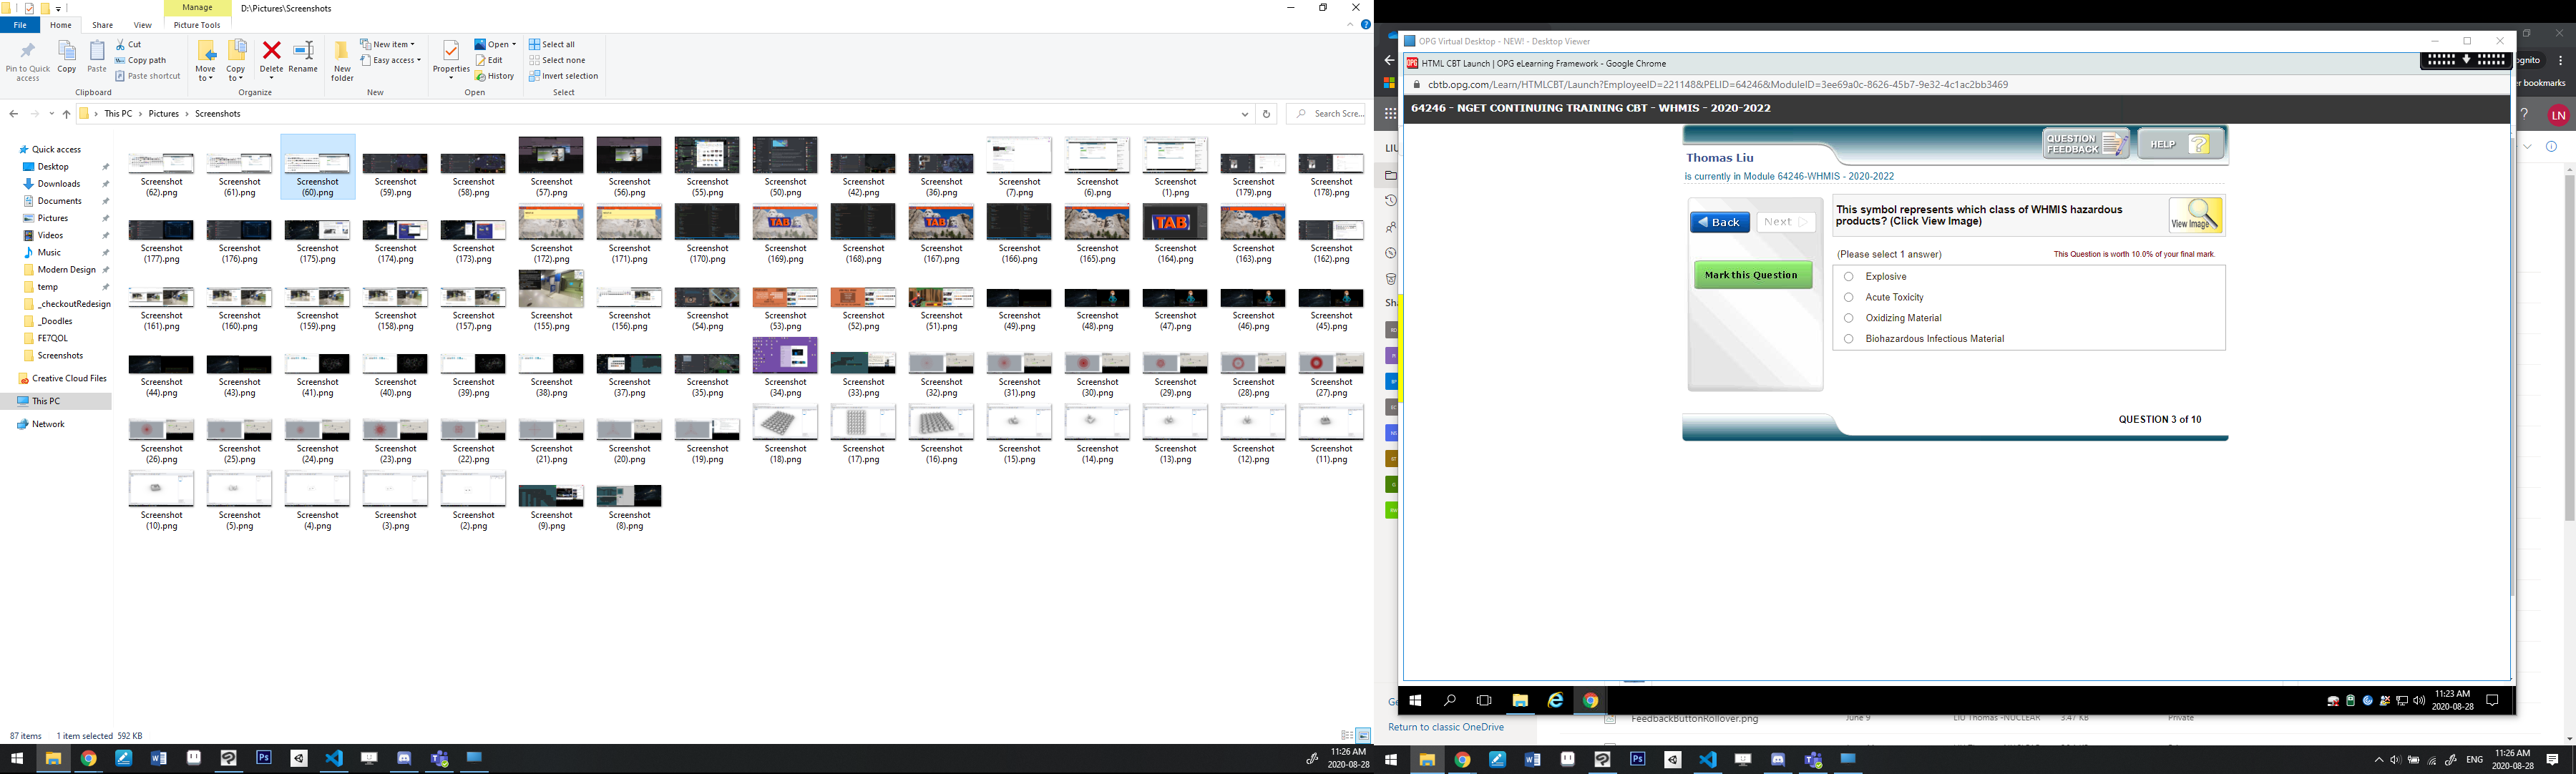 Manage
D:\Pictures\Screenshots
File
Home
Share
View
Picture Tools
Pin to Quick access
Copy
Paste
Cut
Copy path
Paste shortcut
Clipboard
Move to
Copy to
Delete
Rename
Organize
New folder
New item
Easy access
New
Properties
Open
Edit
History
Open
Select all
Select none
Invert selection
Select
This PC
Pictures
Screenshots
Search Scre...
Quick access
Desktop
Downloads
Documents
Pictures
Videos
Music
Modern Design
temp
_checkoutRedesign
_Doodles
FE7QOL
Screenshots
Creative Cloud Files
This PC
Network
Screenshot (62).png
Screenshot (61).png
Screenshot (60).png
Screenshot (59).png
Screenshot (58).png
Screenshot (57).png
Screenshot (56).png
Screenshot (55).png
Screenshot (50).png
Screenshot (42).png
Screenshot (36).png
Screenshot (7).png
Screenshot (6).png
Screenshot (1).png
Screenshot (179).png
Screenshot (178).png
Screenshot (177).png
Screenshot (176).png
Screenshot (175).png
Screenshot (174).png
Screenshot (173).png
Screenshot (172).png
Screenshot (171).png
Screenshot (170).png
Screenshot (169).png
Screenshot (168).png
Screenshot (167).png
Screenshot (166).png
Screenshot (165).png
Screenshot (164).png
Screenshot (163).png
Screenshot (162).png
Screenshot (161).png
Screenshot (160).png
Screenshot (159).png
Screenshot (158).png
Screenshot (157).png
Screenshot (155).png
Screenshot (156).png
Screenshot (54).png
Screenshot (53).png
Screenshot (52).png
Screenshot (51).png
Screenshot (49).png
Screenshot (48).png
Screenshot (47).png
Screenshot (46).png
Screenshot (45).png
Screenshot (44).png
Screenshot (43).png
Screenshot (41).png
Screenshot (40).png
Screenshot (39).png
Screenshot (38).png
Screenshot (37).png
Screenshot (35).png
Screenshot (34).png
Screenshot (33).png
Screenshot (32).png
Screenshot (31).png
Screenshot (30).png
Screenshot (29).png
Screenshot (28).png
Screenshot (27).png
Screenshot (26).png
Screenshot (25).png
Screenshot (24).png
Screenshot (23).png
Screenshot (22).png
Screenshot (21).png
Screenshot (20).png
Screenshot (19).png
Screenshot (18).png
Screenshot (17).png
Screenshot (16).png
Screenshot (15).png
Screenshot (14).png
Screenshot (13).png
Screenshot (12).png
Screenshot (11).png
Screenshot (10).png
Screenshot (5).png
Screenshot (4).png
Screenshot (3).png
Screenshot (2).png
Screenshot (9).png
Screenshot (8).png
TAB
TAB
TAB
87 items
1 item selected 592 KB
11:26 AM
2020-08-28
OPG Virtual Desktop - NEW! - Desktop Viewer
HTML CBT Launch | OPG eLearning Framework - Google Chrome
cbtb.opg.com/Learn/HTMLCBT/Launch?EmployeeID=221148&PELID=64246&ModuleID=3ee69a0c-8626-45b7-9e32-4c1ac2bb3469
64246 - NGET CONTINUING TRAINING CBT - WHMIS - 2020-2022
QUESTION FEEDBACK
HELP
Thomas Liu
is currently in Module 64246-WHMIS - 2020-2022
Back
Next
Mark this Question
This symbol represents which class of WHMIS hazardous
products? (Click View Image)
View Image
(Please select 1 answer)
This Question is worth 10.0% of your final mark.
Explosive
Acute Toxicity
Oxidizing Material
Biohazardous Infectious Material
QUESTION 3 of 10
11:23 AM
2020-08-28
ognito
r bookmarks
LN
LIU
Sha
Ge
Return to classic OneDrive
FeedbackButtonRollover.png
June 9
LIU Thomas -NUCLEAR
3.47 KB
Private
ENG
11:26 AM
2020-08-28